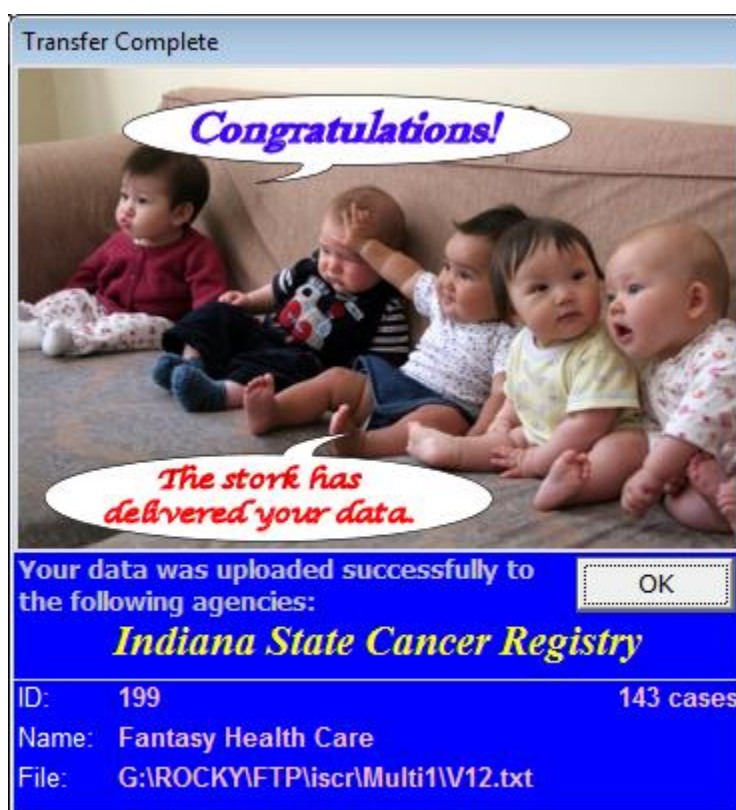 Transfer Complete
Congratulations!
The stork has
delivered your data.
Your data was uploaded successfully to
the following agencies:
OK
Indiana State Cancer Registry
ID: 199 143 cases
Name: Fantasy Health Care
File: G:\ROCKY\FTP\iscr\Multi1\V12.txt